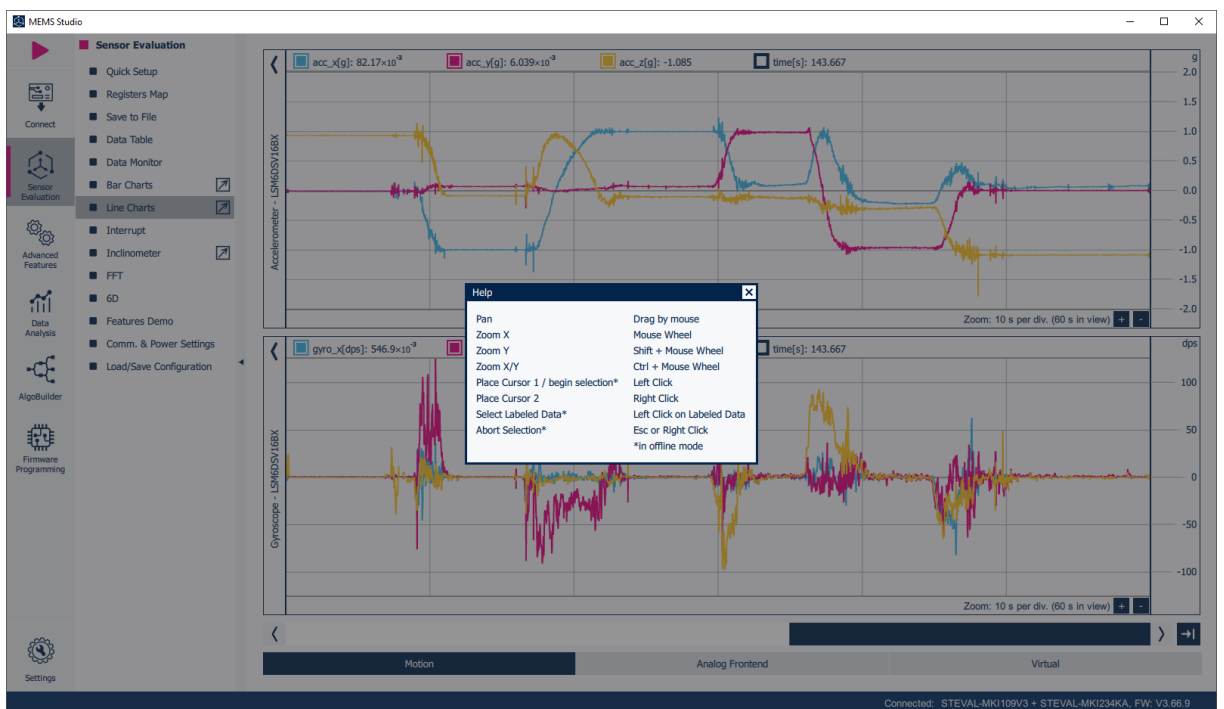 MEMS Studio
Connect
Sensor
Evaluation
Advanced
Features
Data
Analysis
AlgoBuilder
Firmware
Programming
Settings
Sensor Evaluation
Quick Setup
Registers Map
Save to File
Data Table
Data Monitor
Bar Charts
Line Charts
Interrupt
Inclinometer
FFT
6D
Features Demo
Comm. & Power Settings
Load/Save Configuration
acc_x[g]: 82.17×10⁻³ acc_y[g]: 6.039×10⁻³ acc_z[g]: -1.085 time[s]: 143.667
Accelerometer - LSM6DSV16BX
g
2.0
1.5
1.0
0.5
0.0
-0.5
-1.0
-1.5
-2.0
Zoom: 10 s per div. (60 s in view) + -
Help
Pan Drag by mouse
Zoom X Mouse Wheel
Zoom Y Shift + Mouse Wheel
Zoom X/Y Ctrl + Mouse Wheel
Place Cursor 1 / begin selection* Left Click
Place Cursor 2 Right Click
Select Labeled Data* Left Click on Labeled Data
Abort Selection* Esc or Right Click
*in offline mode
gyro_x[dps]: 546.9×10⁻³ time[s]: 143.667
Gyroscope - LSM6DSV16BX
dps
100
50
0
-50
-100
Zoom: 10 s per div. (60 s in view) + -
Motion Analog Frontend Virtual
Connected: STEVAL-MKI109V3 + STEVAL-MKI234KA, FW: V3.66.9